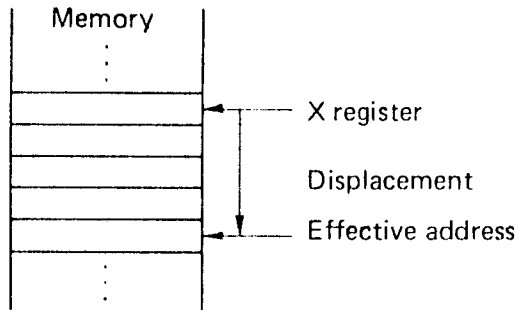 Memory
X register
Displacement
Effective address